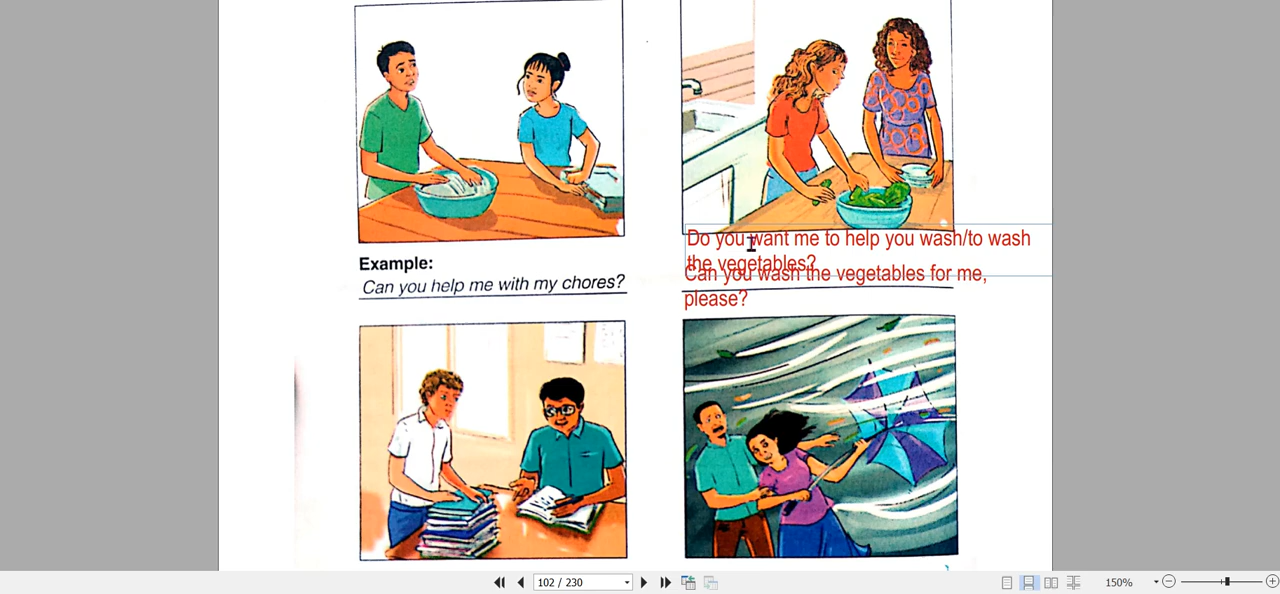 Do you want me to help you wash/to wash
the vegetables?
Can you wash the vegetables for me,
please?
Example:
Can you help me with my chores?
102 / 230
150%